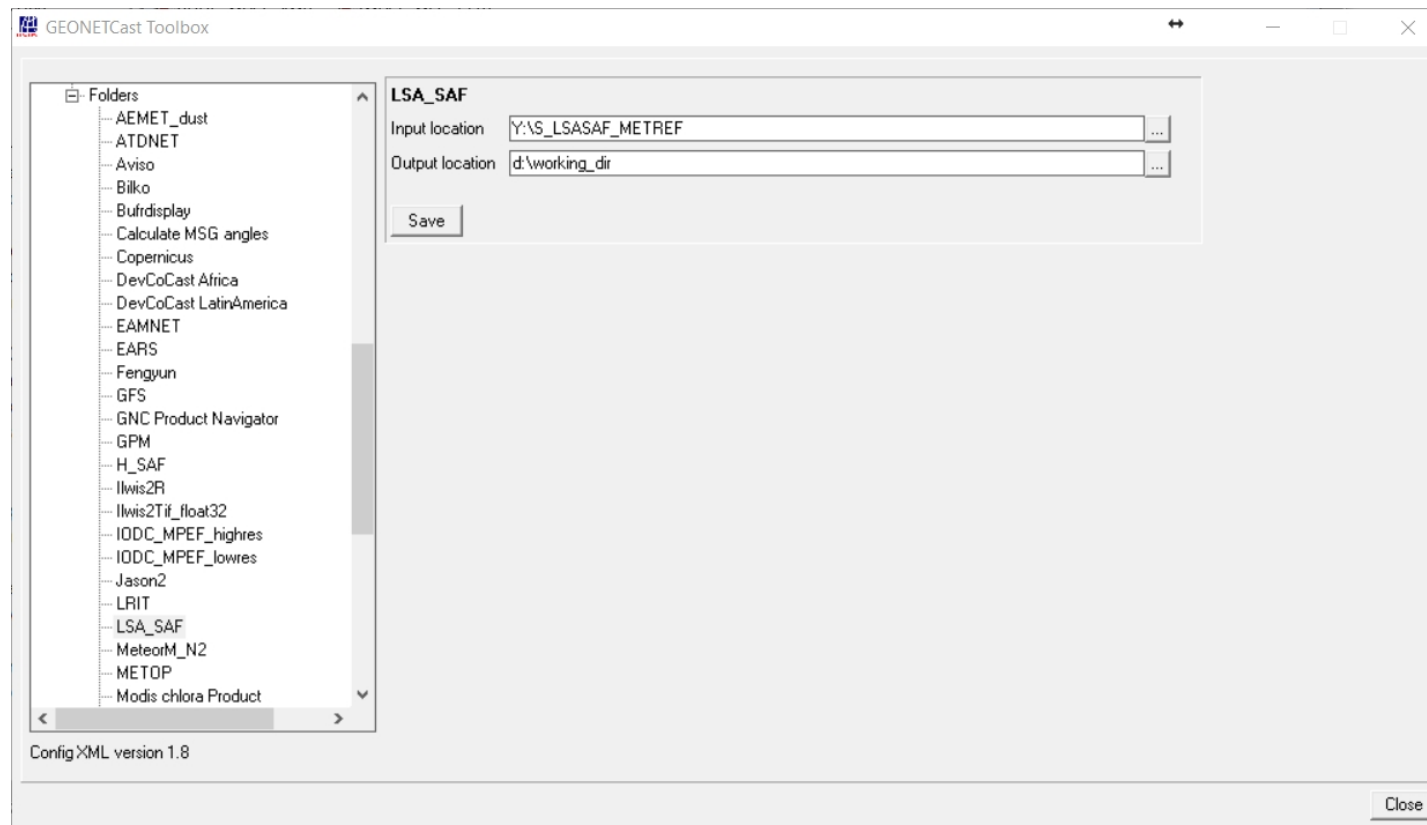 GEONETCast Toolbox
Folders
AEMET_dust
ATDNET
Aviso
Bilko
Bufrdisplay
Calculate MSG angles
Copernicus
DevCoCast Africa
DevCoCast LatinAmerica
EAMNET
EARS
Fengyun
GFS
GNC Product Navigator
GPM
H_SAF
Ilwis2R
Ilwis2Tif_float32
IODC_MPEF_highres
IODC_MPEF_lowres
Jason2
LRIT
LSA_SAF
MeteorM_N2
METOP
Modis chlora Product
Config XML version 1.8
LSA_SAF
Input location Y:\S_LSASAF_METREF ...
Output location d:\working_dir ...
Save
Close